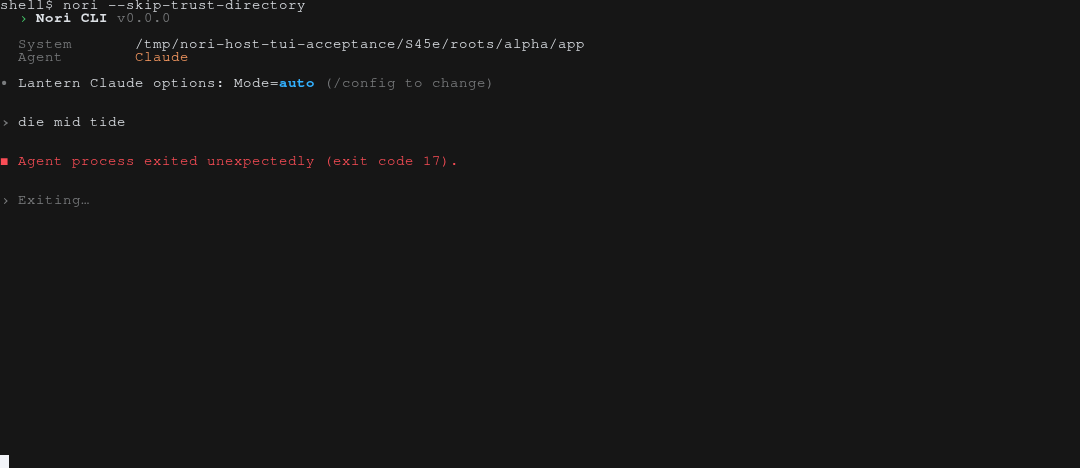 shell$ nori --skip-trust-directory
› Nori CLI v0.0.0
System /tmp/nori-host-tui-acceptance/S45e/roots/alpha/app
Agent Claude
• Lantern Claude options: Mode=auto (/config to change)
› die mid tide
■ Agent process exited unexpectedly (exit code 17).
› Exiting…